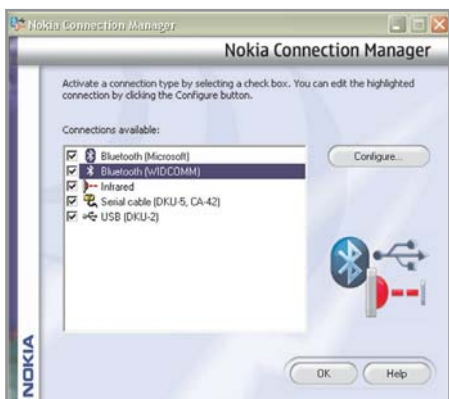 Nokia Connection Manager
Nokia Connection Manager
Activate a connection type by selecting a check box. You can edit the highlighted
connection by clicking the Configure button.
Connections available:
Bluetooth (Microsoft)
Configure...
Bluetooth (WIDCOMM)
Infrared
Serial cable (DKU-5, CA-42)
USB (DKU-2)
NOKIA
OK
Help